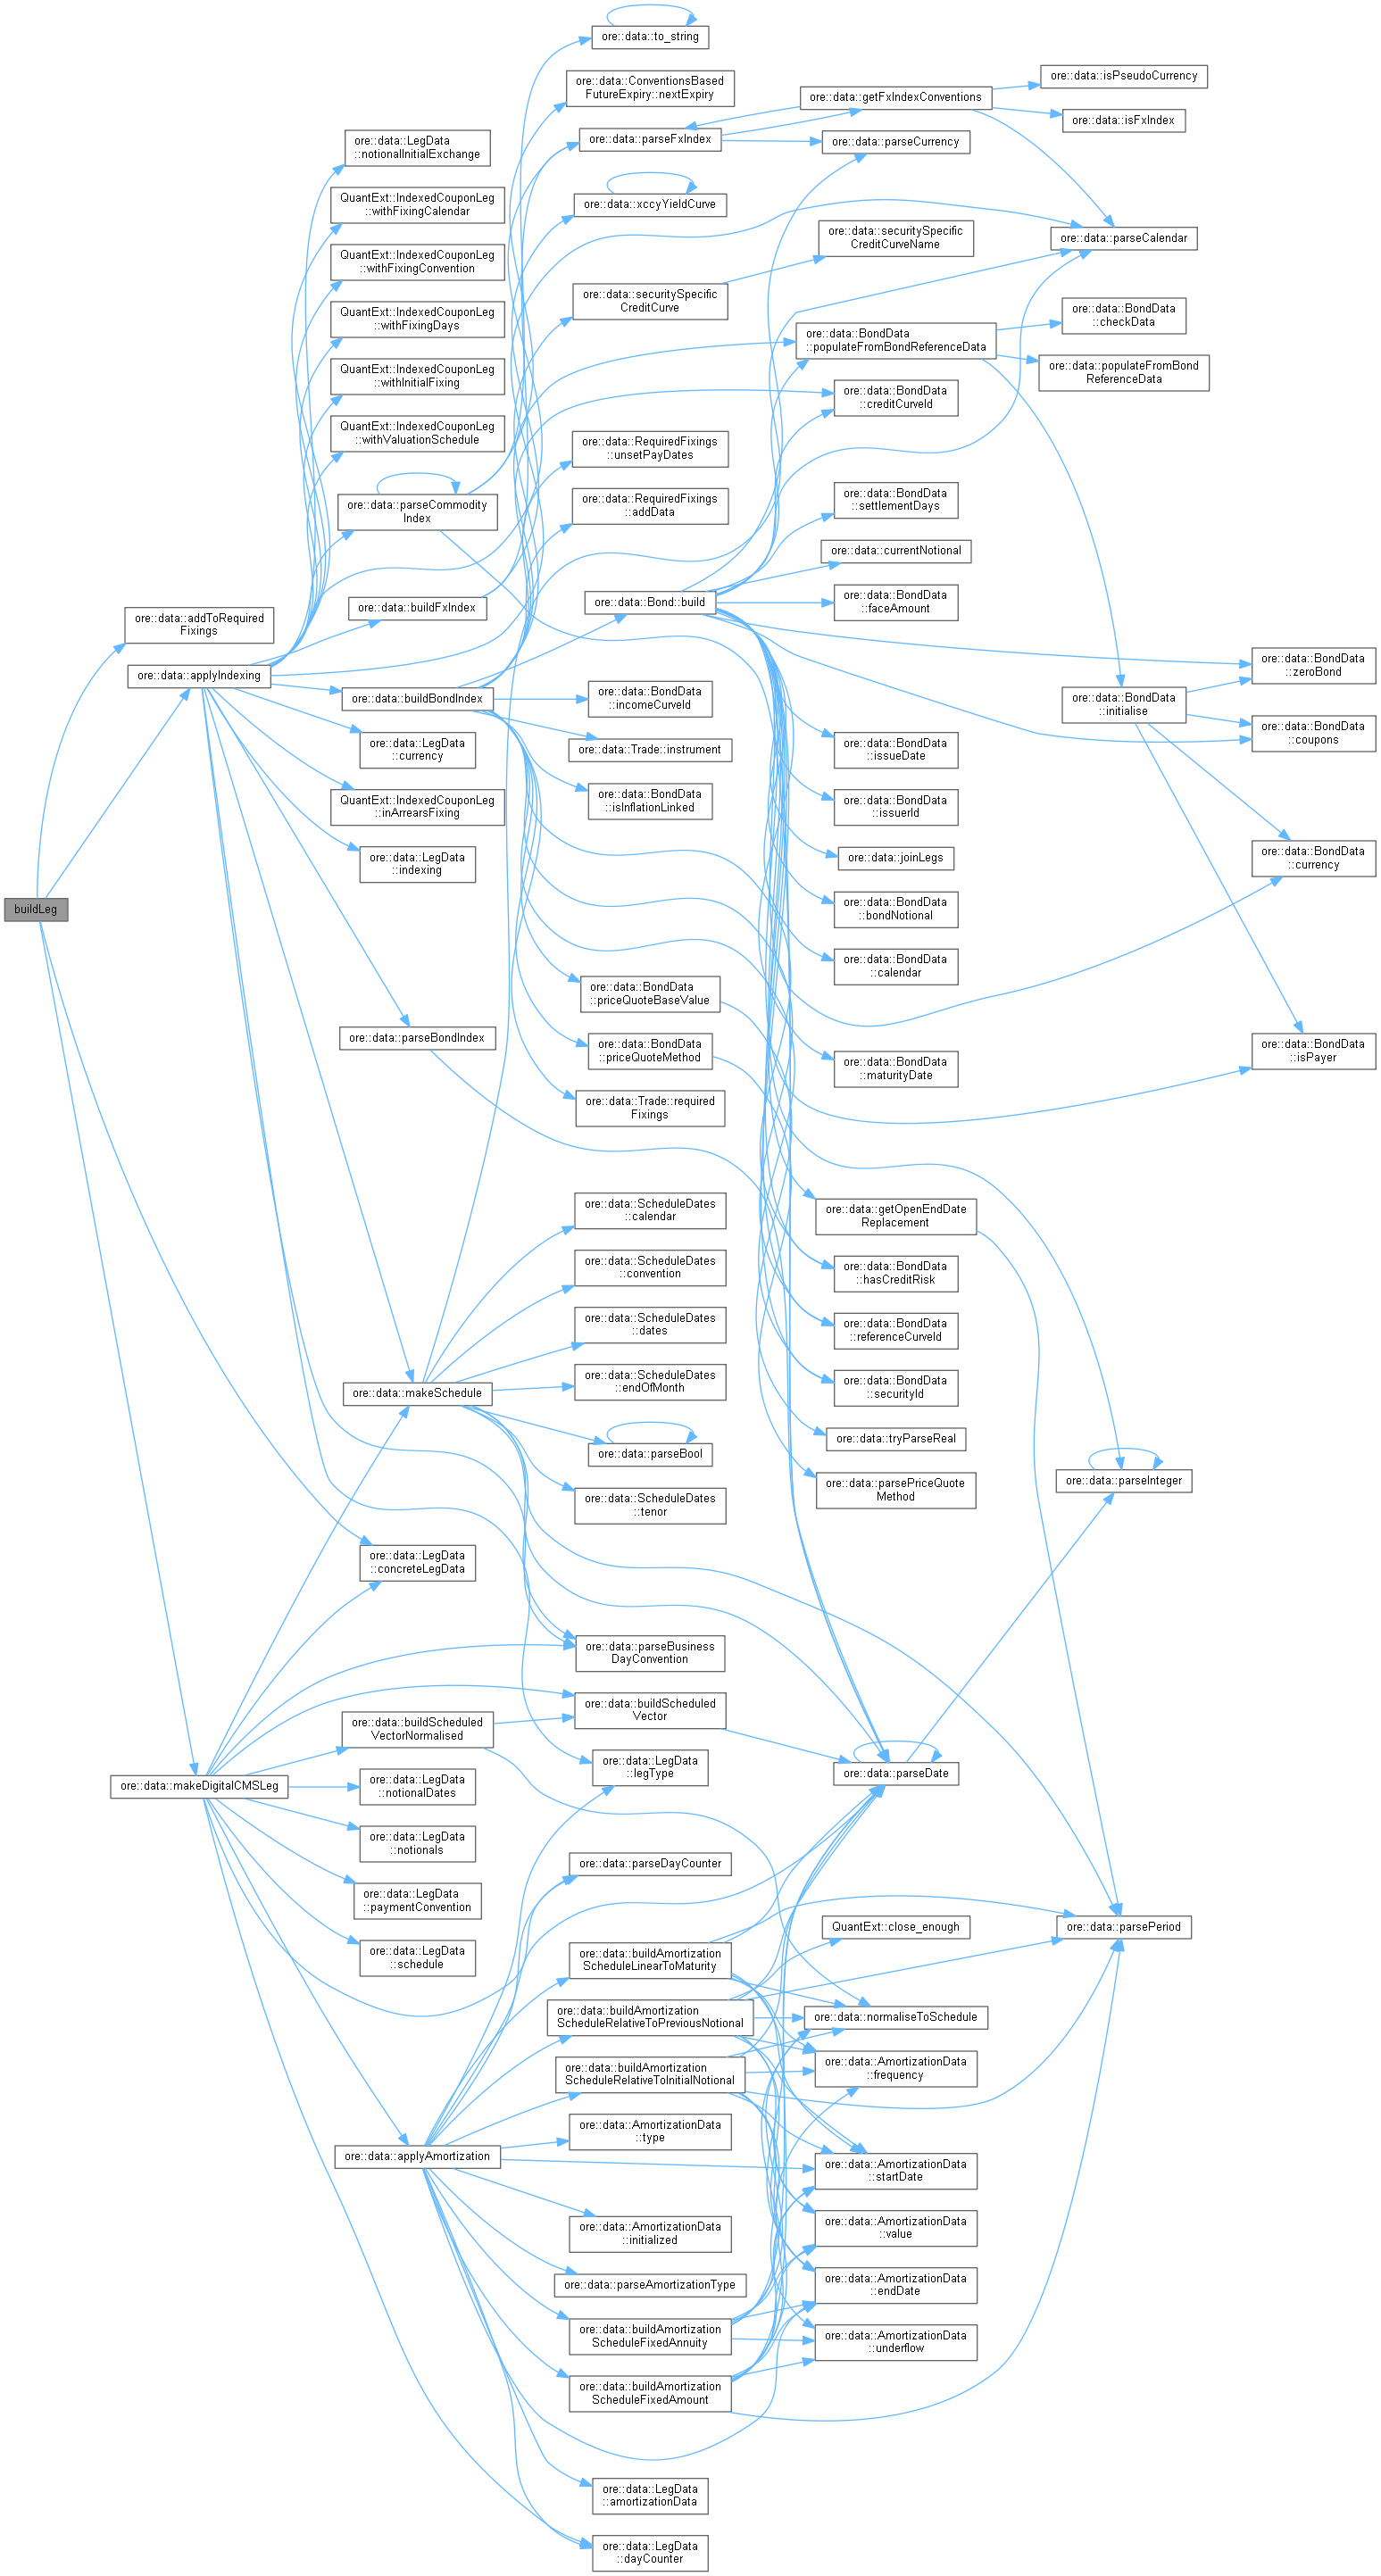 buildLeg
ore::data::addToRequired
Fixings
ore::data::applyIndexing
ore::data::makeDigitalCMSLeg
ore::data::LegData
::notionalInitialExchange
QuantExt::IndexedCouponLeg
::withFixingCalendar
QuantExt::IndexedCouponLeg
::withFixingConvention
QuantExt::IndexedCouponLeg
::withFixingDays
QuantExt::IndexedCouponLeg
::withInitialFixing
QuantExt::IndexedCouponLeg
::withValuationSchedule
ore::data::parseCommodity
Index
ore::data::buildFxIndex
ore::data::buildBondIndex
ore::data::LegData
::currency
QuantExt::IndexedCouponLeg
::inArrearsFixing
ore::data::LegData
::indexing
ore::data::parseBondIndex
ore::data::makeSchedule
ore::data::LegData
::concreteLegData
ore::data::buildScheduled
VectorNormalised
ore::data::LegData
::notionalDates
ore::data::LegData
::notionals
ore::data::LegData
::paymentConvention
ore::data::LegData
::schedule
ore::data::applyAmortization
ore::data::to_string
ore::data::ConventionsBased
FutureExpiry::nextExpiry
ore::data::parseFxIndex
ore::data::xccyYieldCurve
ore::data::securitySpecific
CreditCurve
ore::data::RequiredFixings
::unsetPayDates
ore::data::RequiredFixings
::addData
ore::data::Bond::build
ore::data::BondData
::incomeCurveId
ore::data::Trade::instrument
ore::data::BondData
::isInflationLinked
ore::data::BondData
::priceQuoteBaseValue
ore::data::BondData
::priceQuoteMethod
ore::data::Trade::required
Fixings
ore::data::ScheduleDates
::calendar
ore::data::ScheduleDates
::convention
ore::data::ScheduleDates
::dates
ore::data::ScheduleDates
::endOfMonth
ore::data::parseBool
ore::data::ScheduleDates
::tenor
ore::data::parseBusiness
DayConvention
ore::data::buildScheduled
Vector
ore::data::LegData
::legType
ore::data::parseDayCounter
ore::data::buildAmortization
ScheduleLinearToMaturity
ore::data::buildAmortization
ScheduleRelativeToPreviousNotional
ore::data::buildAmortization
ScheduleRelativeToInitialNotional
ore::data::AmortizationData
::type
ore::data::AmortizationData
::initialized
ore::data::parseAmortizationType
ore::data::buildAmortization
ScheduleFixedAnnuity
ore::data::buildAmortization
ScheduleFixedAmount
ore::data::LegData
::amortizationData
ore::data::LegData
::dayCounter
ore::data::getFxIndexConventions
ore::data::parseCurrency
ore::data::securitySpecific
CreditCurveName
ore::data::BondData
::populateFromBondReferenceData
ore::data::BondData
::creditCurveId
ore::data::BondData
::settlementDays
ore::data::currentNotional
ore::data::BondData
::faceAmount
ore::data::BondData
::issueDate
ore::data::BondData
::issuerId
ore::data::joinLegs
ore::data::BondData
::bondNotional
ore::data::BondData
::calendar
ore::data::BondData
::maturityDate
ore::data::getOpenEndDate
Replacement
ore::data::BondData
::hasCreditRisk
ore::data::BondData
::referenceCurveId
ore::data::BondData
::securityId
ore::data::tryParseReal
ore::data::parsePriceQuote
Method
ore::data::parseDate
QuantExt::close_enough
ore::data::normaliseToSchedule
ore::data::AmortizationData
::frequency
ore::data::AmortizationData
::startDate
ore::data::AmortizationData
::value
ore::data::AmortizationData
::endDate
ore::data::AmortizationData
::underflow
ore::data::isPseudoCurrency
ore::data::isFxIndex
ore::data::parseCalendar
ore::data::BondData
::checkData
ore::data::populateFromBond
ReferenceData
ore::data::BondData
::initialise
ore::data::parseInteger
ore::data::parsePeriod
ore::data::BondData
::zeroBond
ore::data::BondData
::coupons
ore::data::BondData
::currency
ore::data::BondData
::isPayer